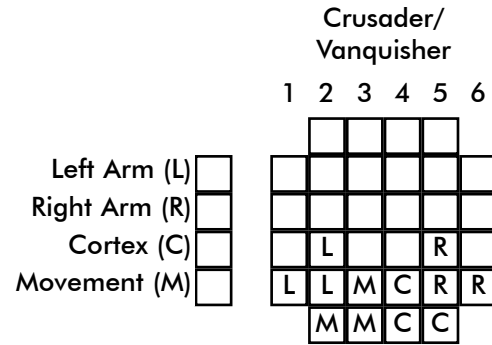 Crusader/
Vanquisher
1 2 3 4 5 6
Left Arm (L)
Right Arm (R)
Cortex (C) L R
Movement (M) L L M C R R
M M C C